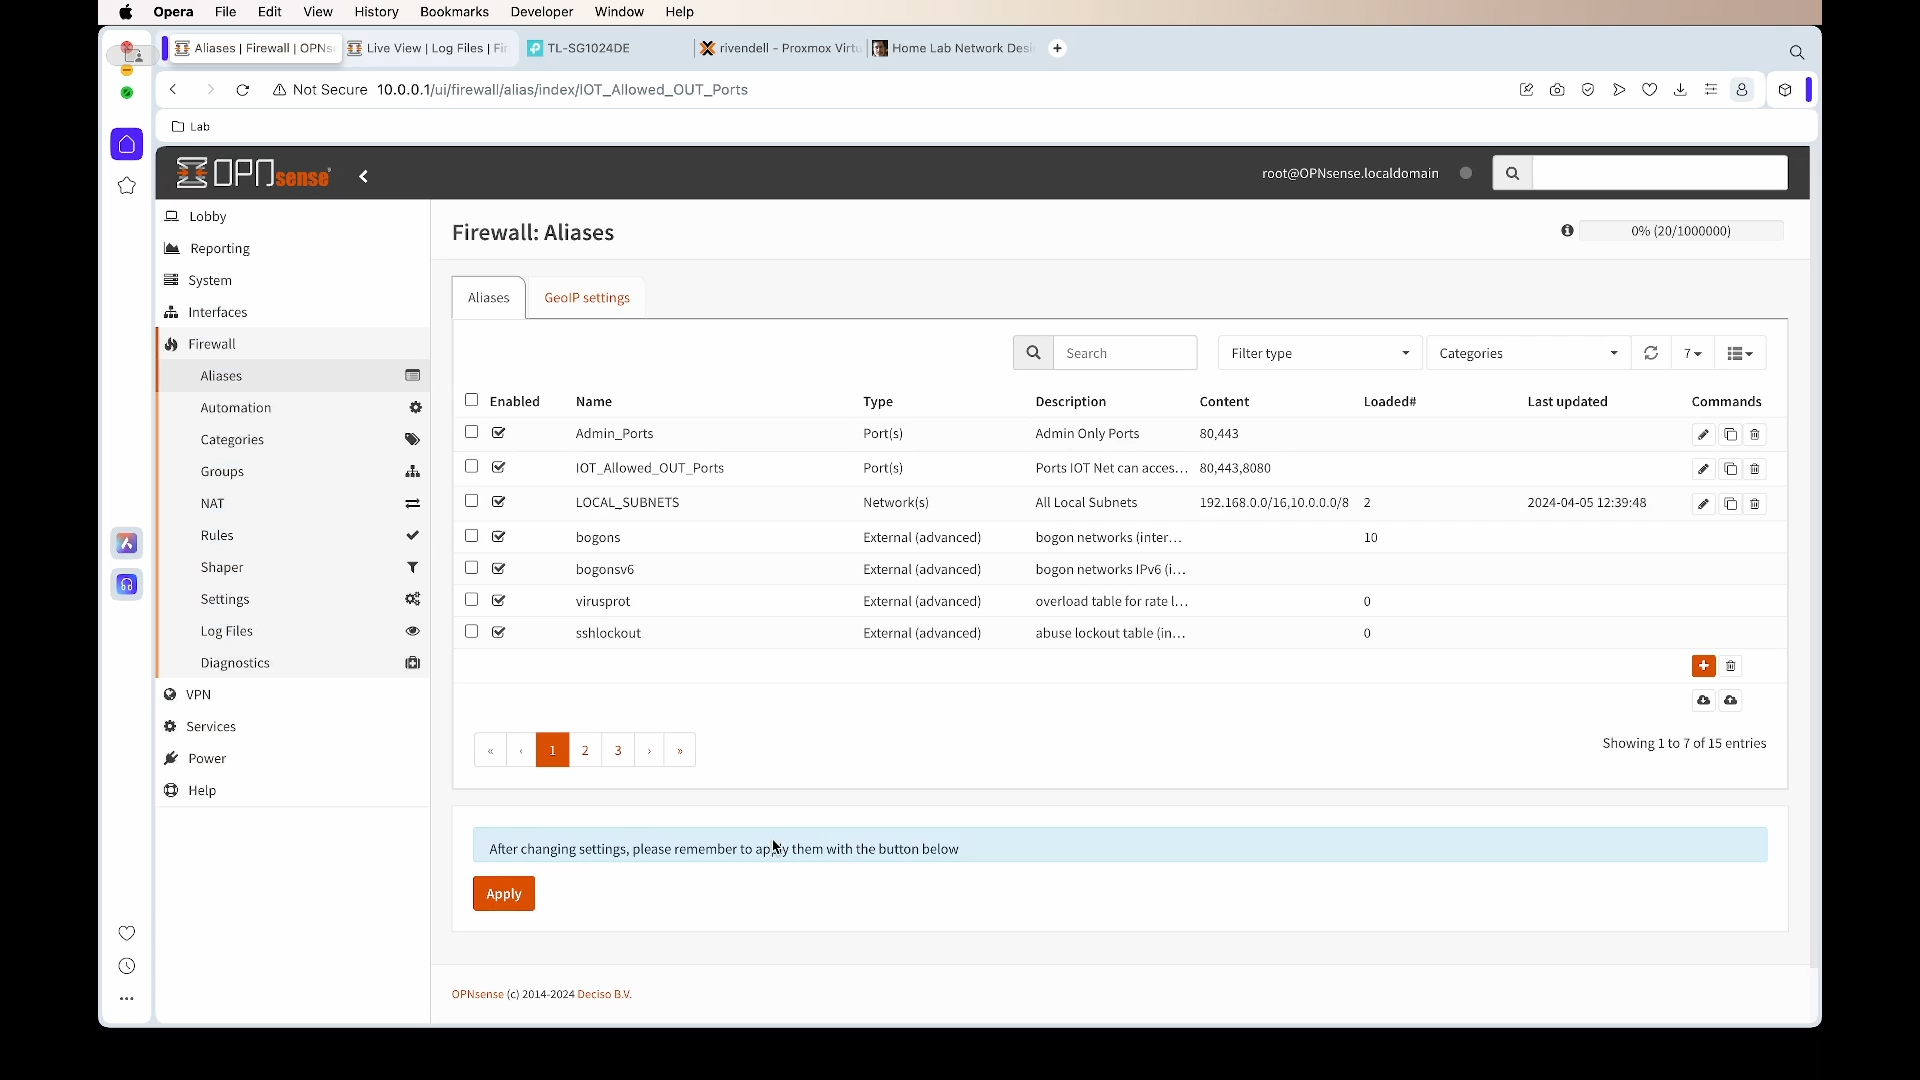 Opera File Edit View History Bookmarks Developer Window Help
Aliases | Firewall | OPNs
Live View | Log Files | Fi
TL-SG1024DE
rivendell - Proxmox Virtu
Home Lab Network Desi
Not Secure 10.0.0.1/ui/firewall/alias/index/IOT_Allowed_OUT_Ports
Lab
OPNsense
root@OPNsense.localdomain
Lobby
Reporting
System
Interfaces
Firewall
Aliases
Automation
Categories
Groups
NAT
Rules
Shaper
Settings
Log Files
Diagnostics
VPN
Services
Power
Help
Firewall: Aliases
0% (20/1000000)
Aliases GeoIP settings
Search Filter type Categories 7
Enabled Name Type Description Content Loaded# Last updated Commands
Admin_Ports Port(s) Admin Only Ports 80,443
IOT_Allowed_OUT_Ports Port(s) Ports IOT Net can acces... 80,443,8080
LOCAL_SUBNETS Network(s) All Local Subnets 192.168.0.0/16,10.0.0.0/8 2 2024-04-05 12:39:48
bogons External (advanced) bogon networks (inter... 10
bogonsv6 External (advanced) bogon networks IPv6 (i...
virusprot External (advanced) overload table for rate l... 0
sshlockout External (advanced) abuse lockout table (in... 0
« ‹ 1 2 3 › »
Showing 1 to 7 of 15 entries
After changing settings, please remember to apply them with the button below
Apply
OPNsense (c) 2014-2024 Deciso B.V.